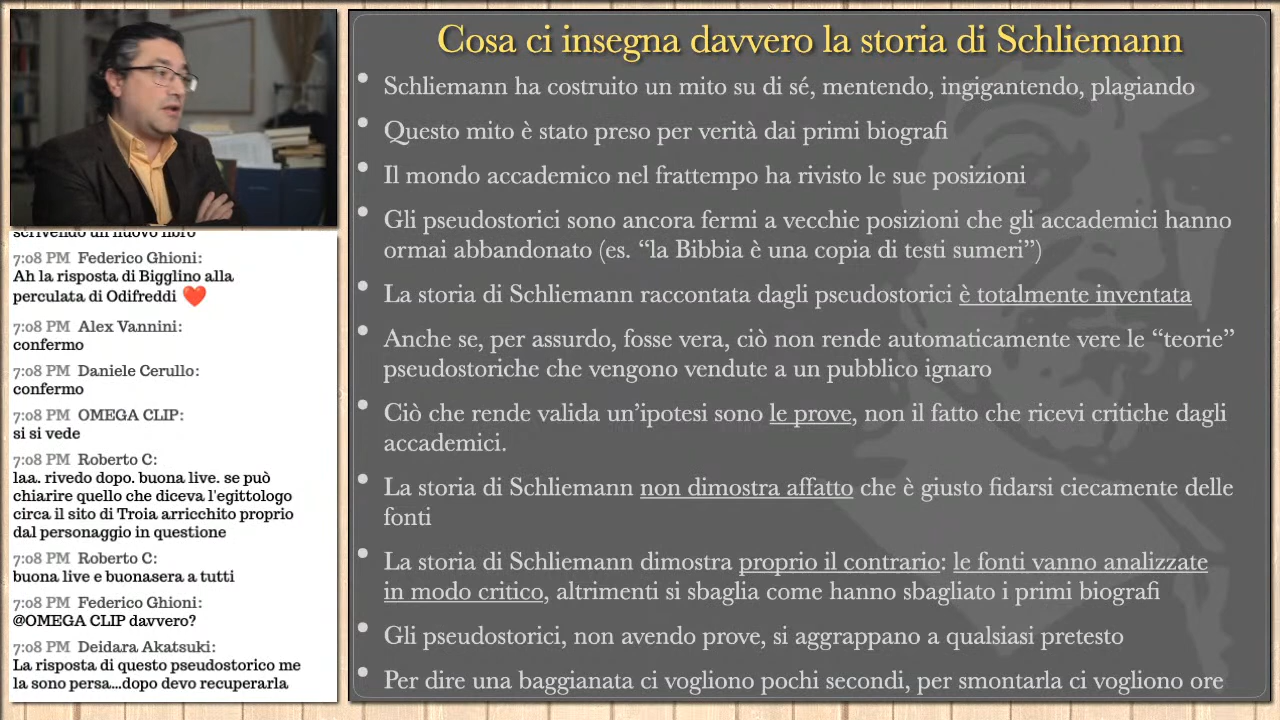 Cosa ci insegna davvero la storia di Schliemann
• Schliemann ha costruito un mito su di sé, mentendo, ingigantendo, plagiando
• Questo mito è stato preso per verità dai primi biografi
• Il mondo accademico nel frattempo ha rivisto le sue posizioni
• Gli pseudostorici sono ancora fermi a vecchie posizioni che gli accademici hanno
ormai abbandonato (es. “la Bibbia è una copia di testi sumeri”)
• La storia di Schliemann raccontata dagli pseudostorici è totalmente inventata
• Anche se, per assurdo, fosse vera, ciò non rende automaticamente vere le “teorie”
pseudostoriche che vengono vendute a un pubblico ignaro
• Ciò che rende valida un’ipotesi sono le prove, non il fatto che ricevi critiche dagli
accademici.
• La storia di Schliemann non dimostra affatto che è giusto fidarsi ciecamente delle
fonti
• La storia di Schliemann dimostra proprio il contrario: le fonti vanno analizzate
in modo critico, altrimenti si sbaglia come hanno sbagliato i primi biografi
• Gli pseudostorici, non avendo prove, si aggrappano a qualsiasi pretesto
• Per dire una baggianata ci vogliono pochi secondi, per smontarla ci vogliono ore
scrivendo un nuovo libro
7:08 PM Federico Ghioni:
Ah la risposta di Bigglino alla
perculata di Odifreddi ❤️
7:08 PM Alex Vannini:
confermo
7:08 PM Daniele Cerullo:
confermo
7:08 PM OMEGA CLIP:
si si vede
7:08 PM Roberto C:
laa. rivedo dopo. buona live. se può
chiarire quello che diceva l'egittologo
circa il sito di Troia arricchito proprio
dal personaggio in questione
7:08 PM Roberto C:
buona live e buonasera a tutti
7:08 PM Federico Ghioni:
@OMEGA CLIP davvero?
7:08 PM Deidara Akatsuki:
La risposta di questo pseudostorico me
la sono persa...dopo devo recuperarla